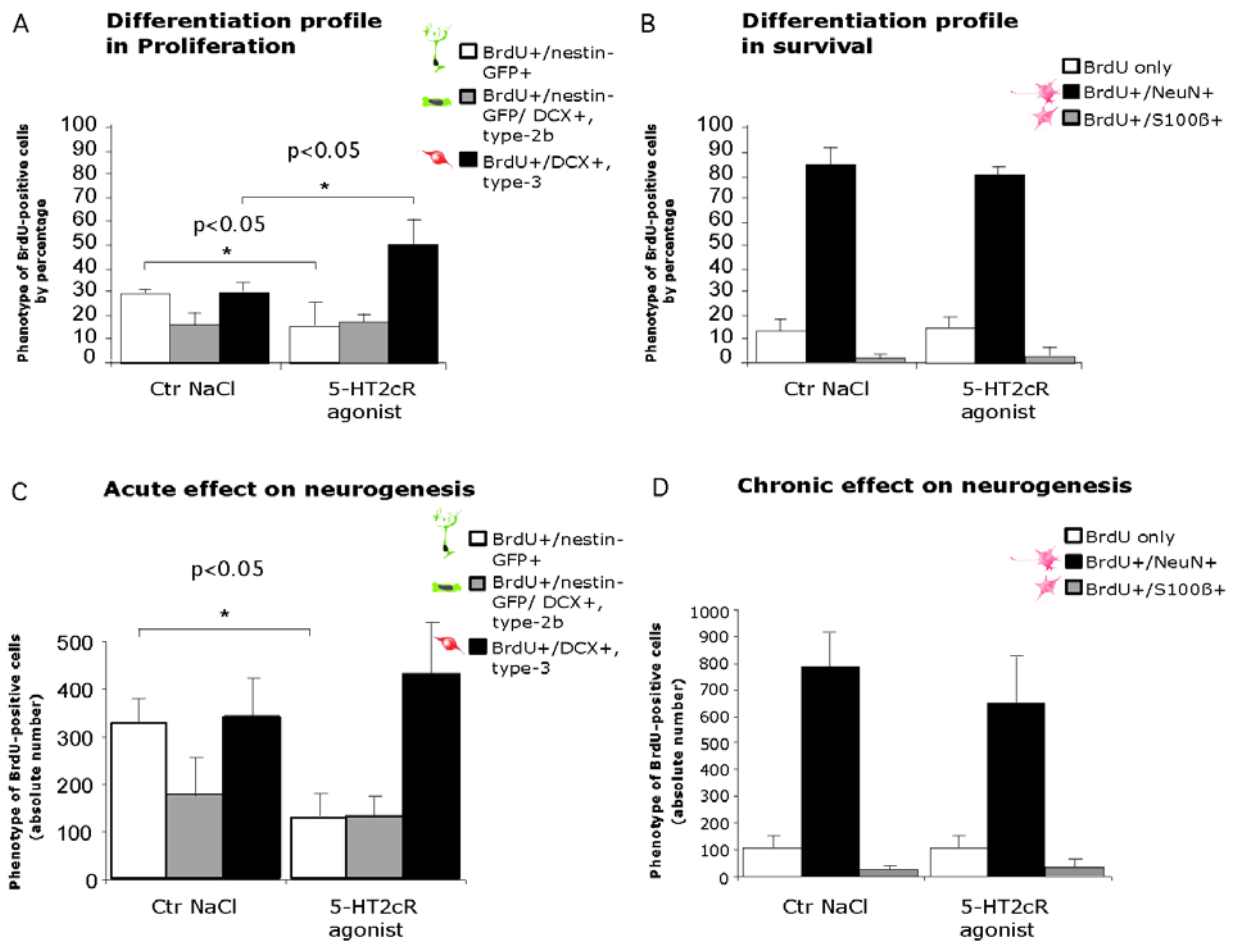 A
Differentiation profile
in Proliferation
BrdU+/nestin-
GFP+
BrdU+/nestin-
GFP/ DCX+,
type-2b
BrdU+/DCX+,
type-3
Phenotype of BrdU-positive cells
by percentage
100
90
80
70
60
50
40
30
20
10
0
p<0.05
*
p<0.05
*
Ctr NaCl
5-HT2cR
agonist
B
Differentiation profile
in survival
BrdU only
BrdU+/NeuN+
BrdU+/S100ß+
Phenotype of BrdU-positive cells
by percentage
100
90
80
70
60
50
40
30
20
10
0
Ctr NaCl
5-HT2cR
agonist
C
Acute effect on neurogenesis
BrdU+/nestin-
GFP+
BrdU+/nestin-
GFP/ DCX+,
type-2b
BrdU+/DCX+,
type-3
p<0.05
*
Phenotype of BrdU-positive cells
(absolute number)
500
400
300
200
100
0
Ctr NaCl
5-HT2cR
agonist
D
Chronic effect on neurogenesis
BrdU only
BrdU+/NeuN+
BrdU+/S100ß+
Phenotype of BrdU-positive cells
(absolute number)
1000
900
800
700
600
500
400
300
200
100
0
Ctr NaCl
5-HT2cR
agonist